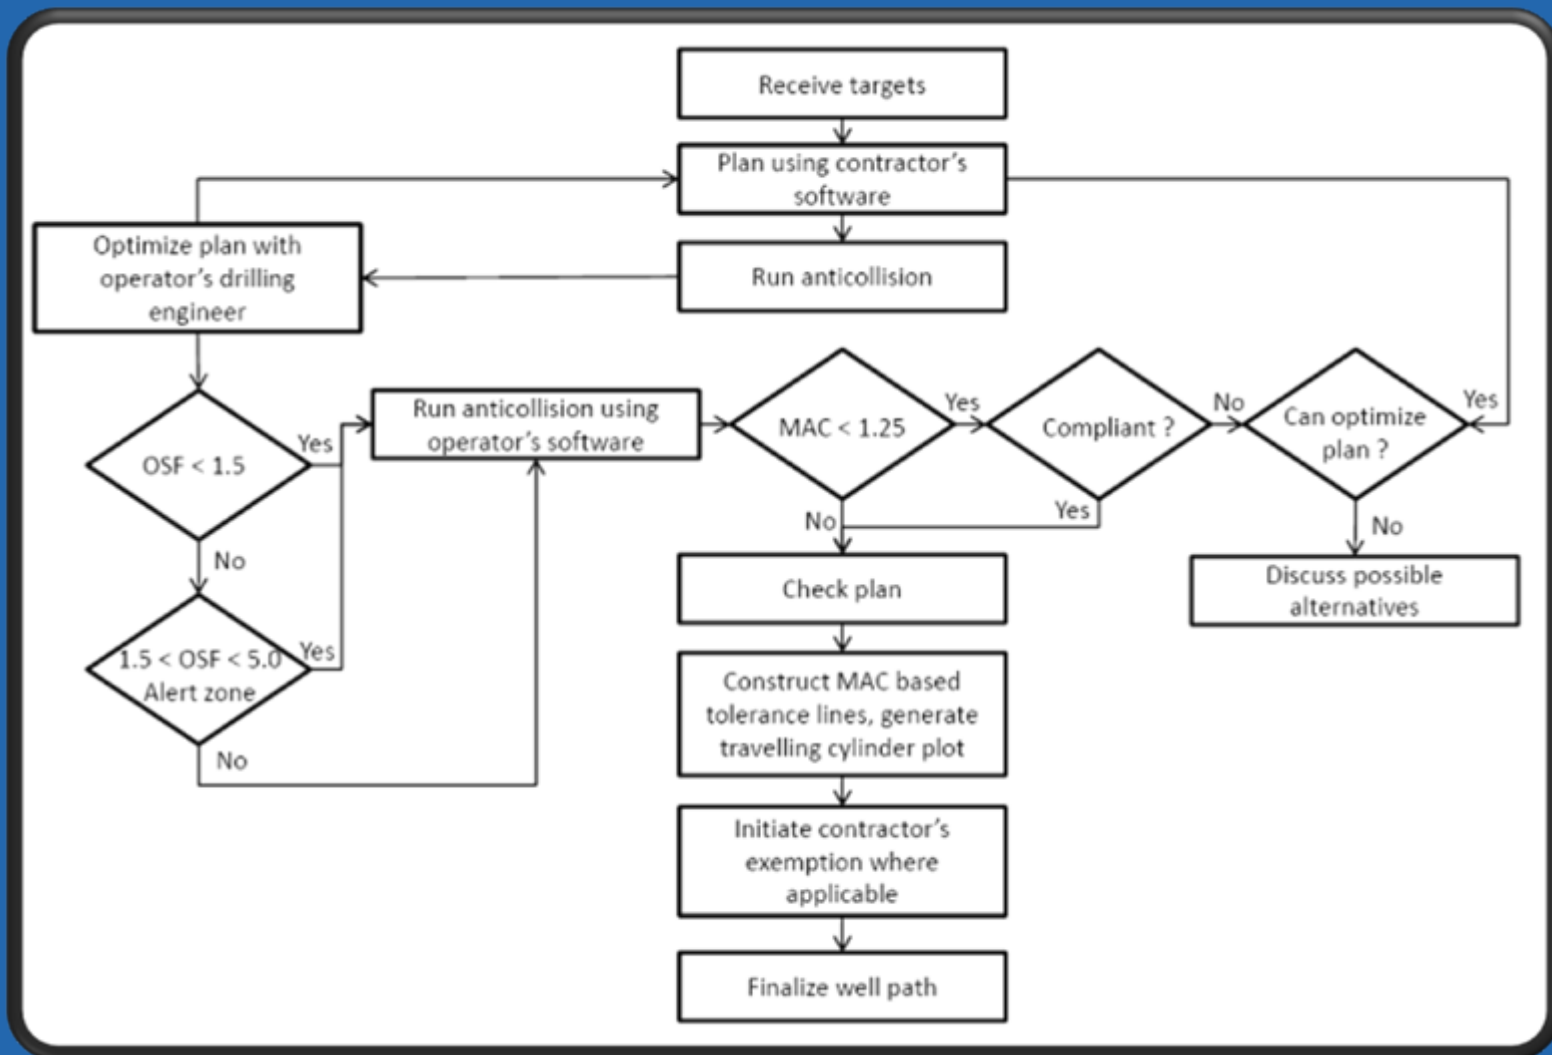 Receive targets
Plan using contractor’s
software
Optimize plan with
operator’s drilling
engineer
Run anticollision
Run anticollision using
operator’s software
MAC < 1.25
Yes
Compliant ?
No
Can optimize
plan ?
Yes
OSF < 1.5
Yes
No
Yes
No
No
Check plan
Discuss possible
alternatives
1.5 < OSF < 5.0
Alert zone
Yes
No
Construct MAC based
tolerance lines, generate
travelling cylinder plot
Initiate contractor’s
exemption where
applicable
Finalize well path